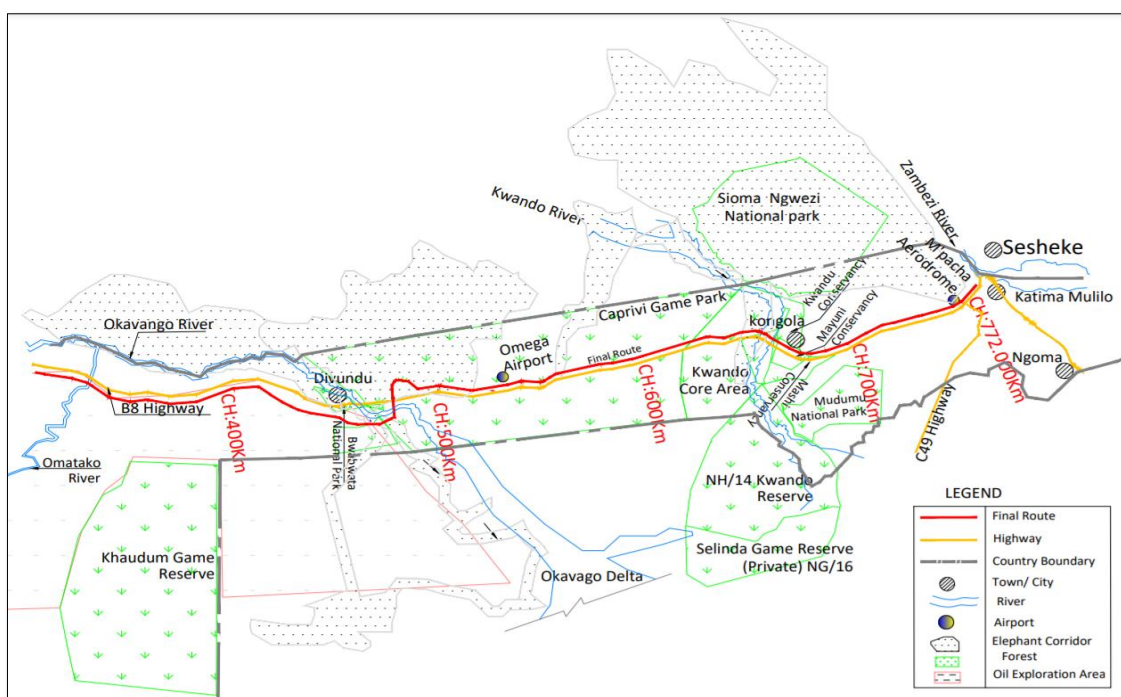 Zambezi River
Sioma Ngwezi
National park
Kwando River
Sesheke
M'pacha
Aerodrome
Katima Mulilo
Kwandu
Conservancy
Mayuni
Conservancy
Caprivi Game Park
Okavango River
Omega
Airport
Final Route
korigola
CH:772.000Km
Ngoma
Divundu
Kwando
Core Area
CH:700Km
B8 Highway
CH:400Km
CH:500Km
CH:600Km
Mashi
Conservancy
Mudumu
National Park
Bwabwata
National Park
C49 Highway
Omatako
River
NH/14 Kwando
Reserve
Khaudum Game
Reserve
Okavago Delta
Selinda Game Reserve
(Private) NG/16
LEGEND
Final Route
Highway
Country Boundary
Town/ City
River
Airport
Elephant Corridor
Forest
Oil Exploration Area